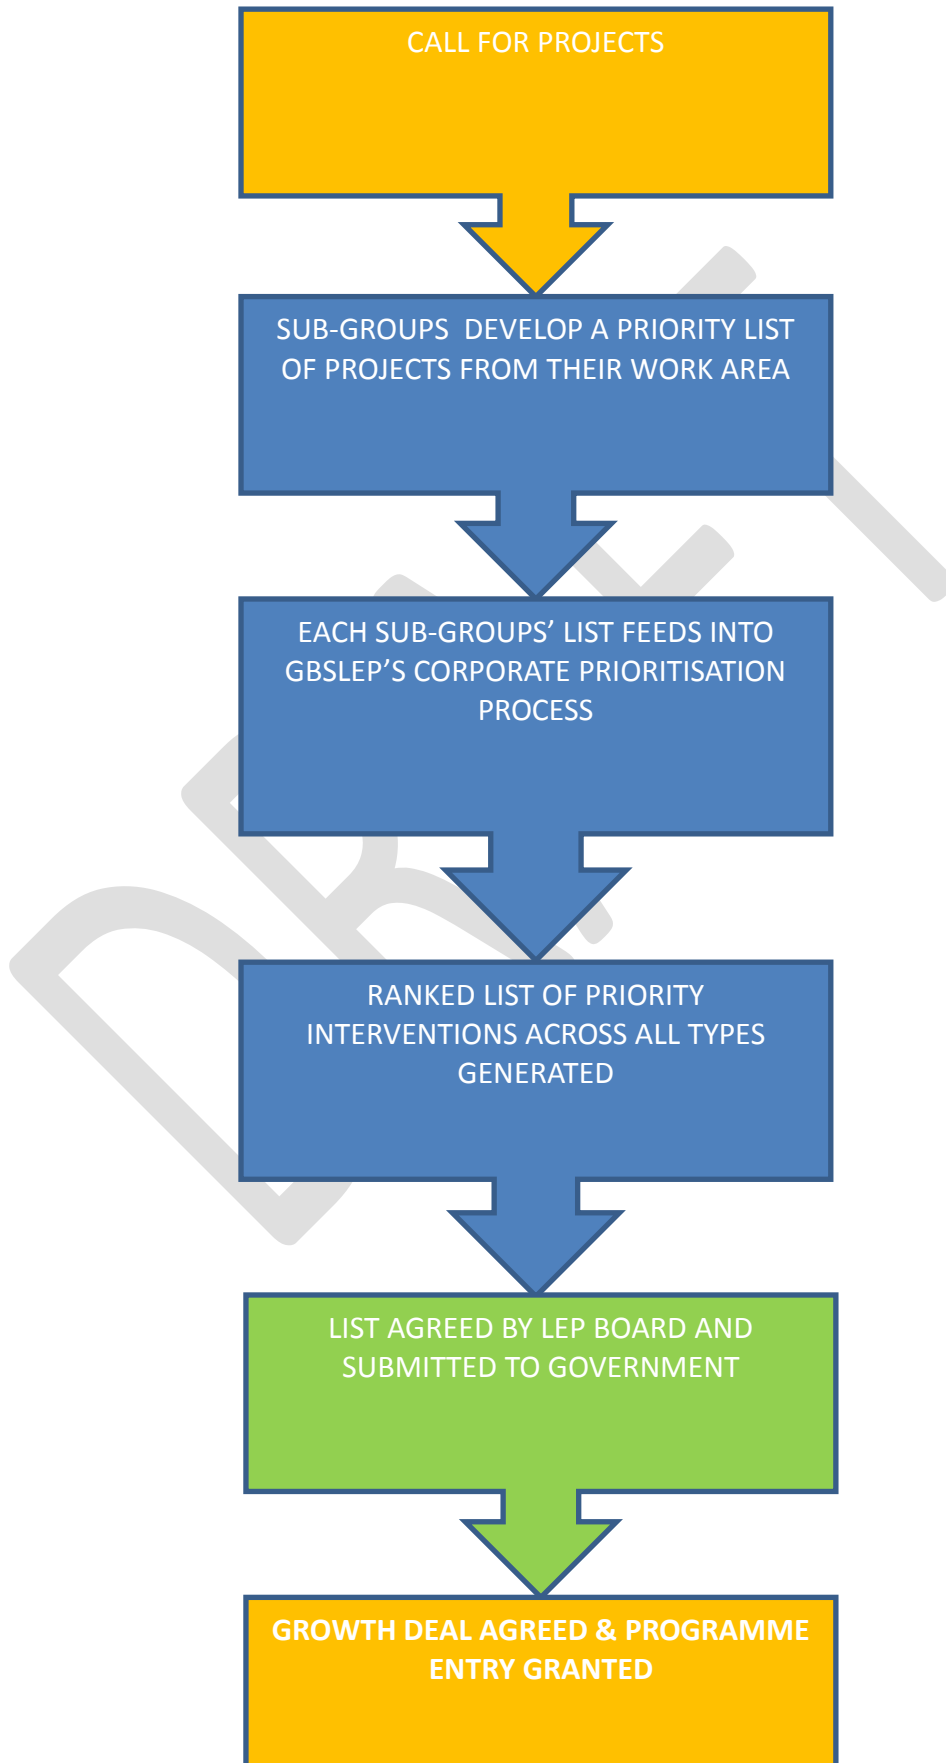 CALL FOR PROJECTS
SUB-GROUPS DEVELOP A PRIORITY LIST
OF PROJECTS FROM THEIR WORK AREA
EACH SUB-GROUPS’ LIST FEEDS INTO
GBSLEP’S CORPORATE PRIORITISATION
PROCESS
RANKED LIST OF PRIORITY
INTERVENTIONS ACROSS ALL TYPES
GENERATED
LIST AGREED BY LEP BOARD AND
SUBMITTED TO GOVERNMENT
GROWTH DEAL AGREED & PROGRAMME
ENTRY GRANTED
DRAFT